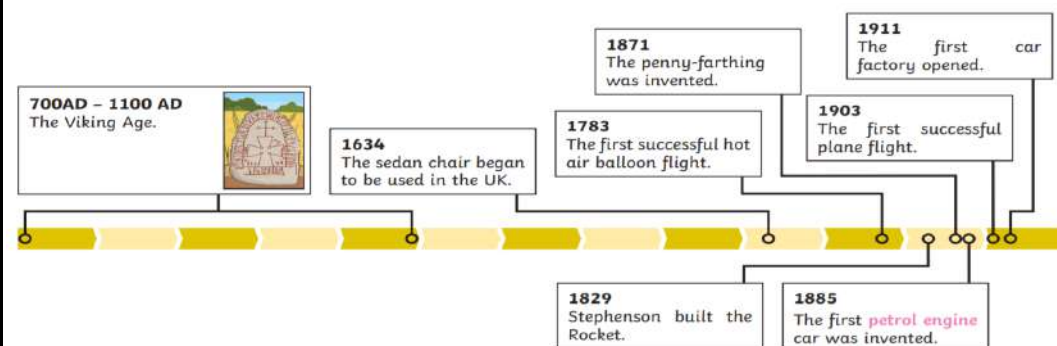 700AD – 1100 AD
The Viking Age.
1634
The sedan chair began
to be used in the UK.
1783
The first successful hot
air balloon flight.
1871
The penny-farthing
was invented.
1911
The first car
factory opened.
1903
The first successful
plane flight.
1829
Stephenson built the
Rocket.
1885
The first petrol engine
car was invented.